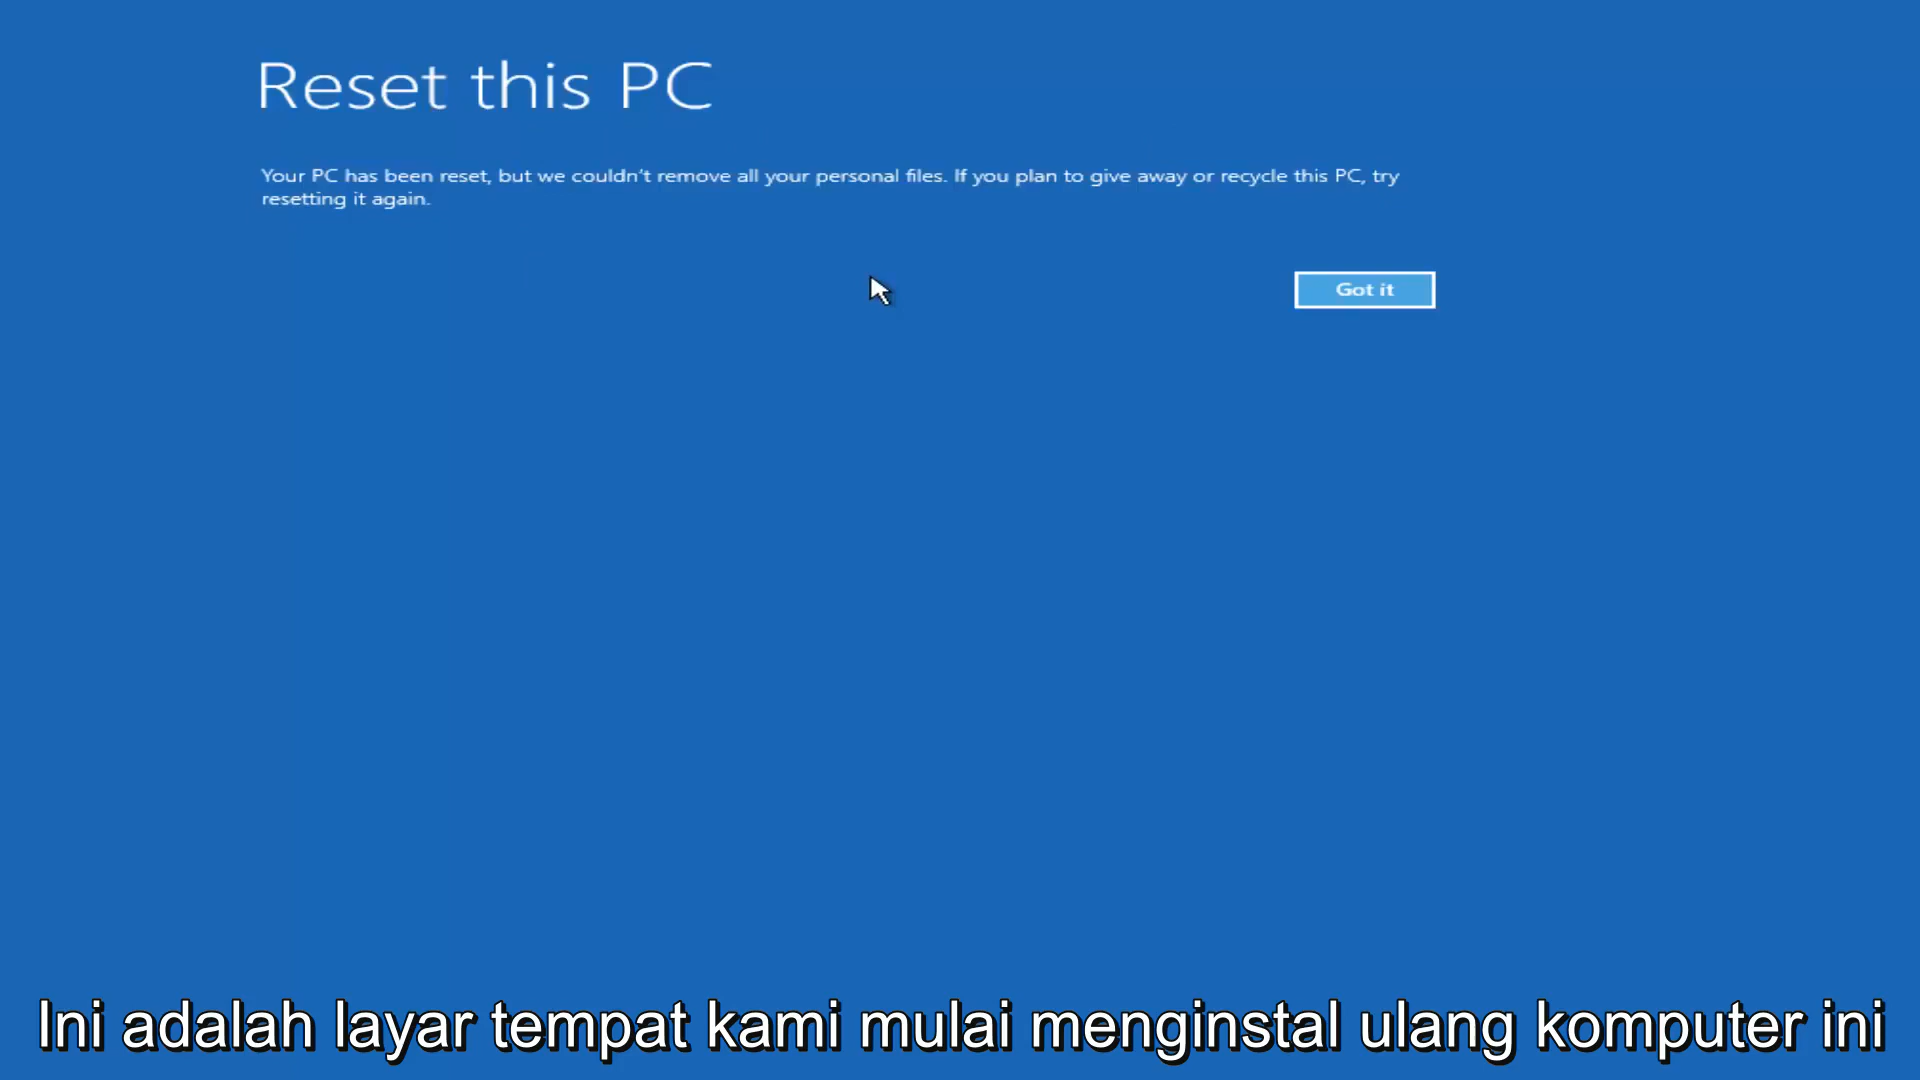 Reset this PC
Your PC has been reset, but we couldn't remove all your personal files. If you plan to give away or recycle this PC, try
resetting it again.
Got it
Ini adalah layar tempat kami mulai menginstal ulang komputer ini